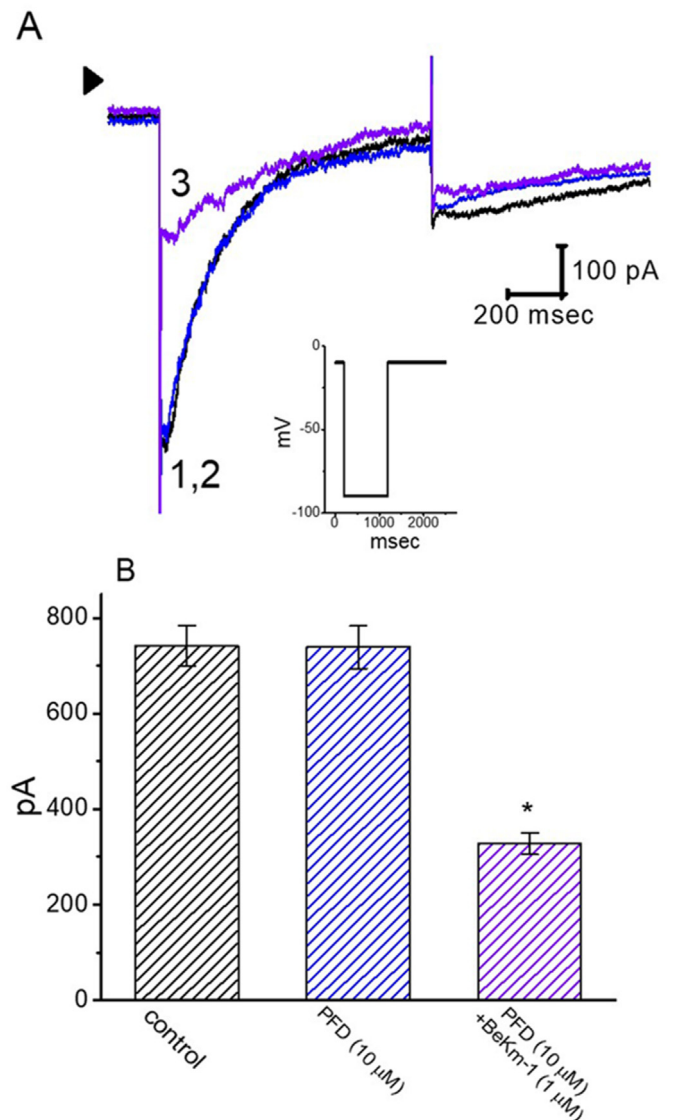 A
3
100 pA
200 msec
1,2
0
-50
-100
mV
0 1000 2000
msec
B
800
600
400
200
0
pA
*
control
PFD (10 μM)
PFD (10 μM)
+BeKm-1 (1 μM)